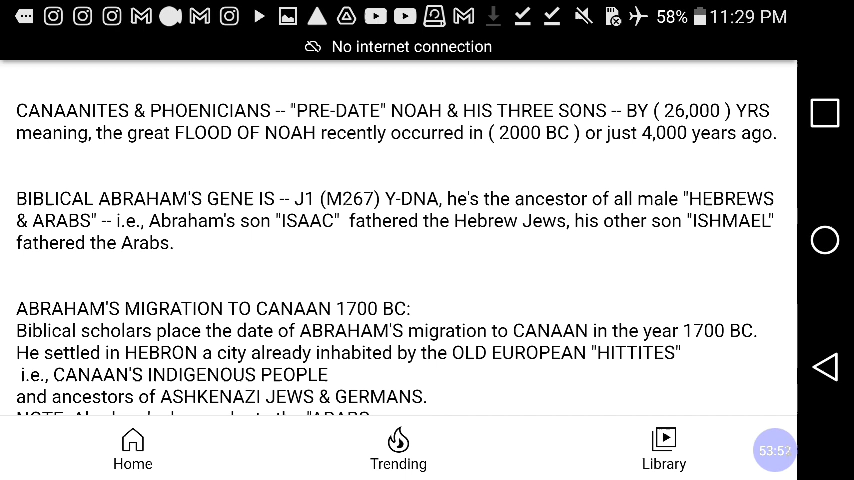 58% 11:29 PM
No internet connection
CANAANITES & PHOENICIANS -- "PRE-DATE" NOAH & HIS THREE SONS -- BY ( 26,000 ) YRS
meaning, the great FLOOD OF NOAH recently occurred in ( 2000 BC ) or just 4,000 years ago.
BIBLICAL ABRAHAM'S GENE IS -- J1 (M267) Y-DNA, he's the ancestor of all male "HEBREWS
& ARABS" -- i.e., Abraham's son "ISAAC" fathered the Hebrew Jews, his other son "ISHMAEL"
fathered the Arabs.
ABRAHAM'S MIGRATION TO CANAAN 1700 BC:
Biblical scholars place the date of ABRAHAM'S migration to CANAAN in the year 1700 BC.
He settled in HEBRON a city already inhabited by the OLD EUROPEAN "HITTITES"
i.e., CANAAN'S INDIGENOUS PEOPLE
and ancestors of ASHKENAZI JEWS & GERMANS.
Home Trending Library
53:52